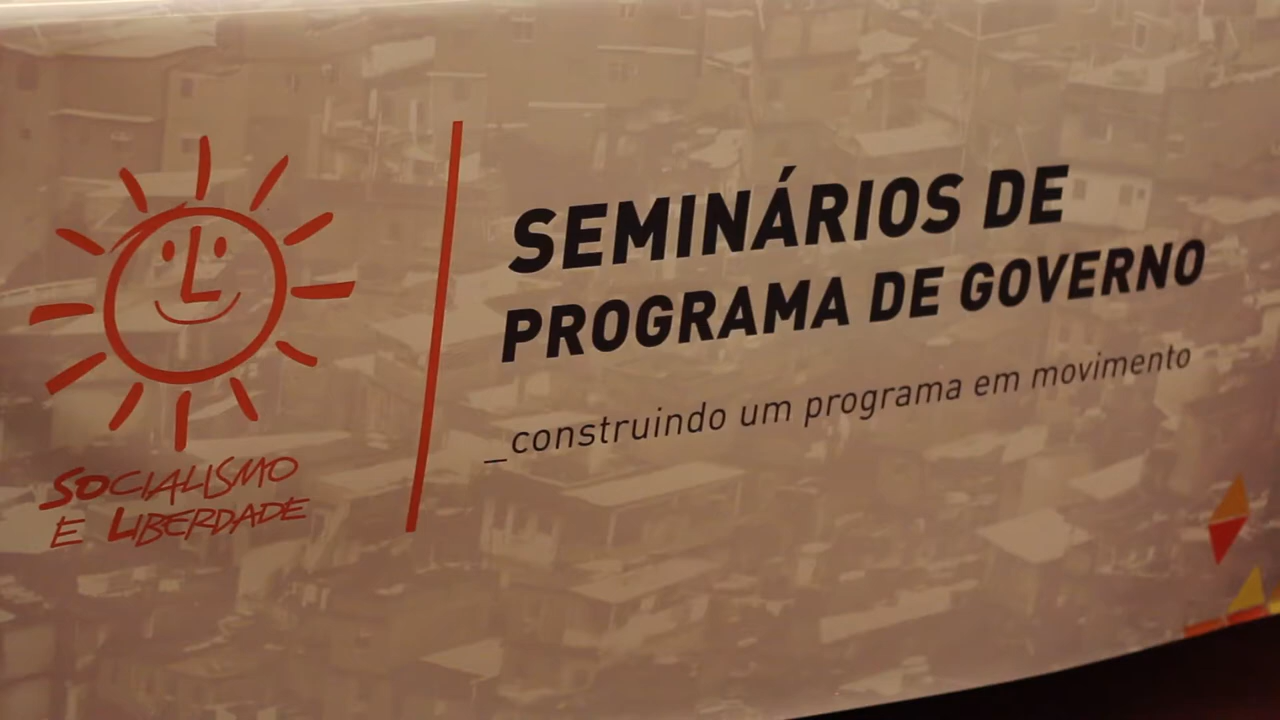 SOCIALISMO
E LIBERDADE
SEMINÁRIOS DE
PROGRAMA DE GOVERNO
_construindo um programa em movimento